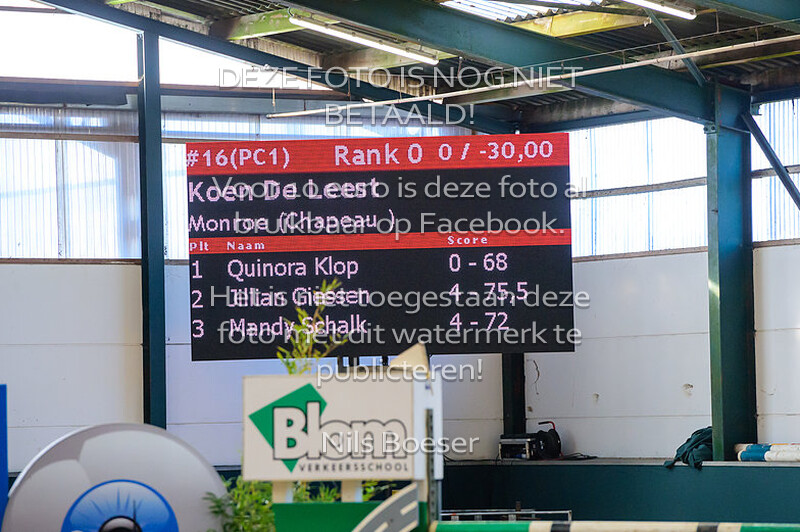 DEZE FOTO IS NOG NIET
BETAALD!
#16(PC1) Rank 0 0 / -30,00
Koen De Leest
Voor € is deze foto al
Monroe (Chapeau )
bruikbaar op Facebook.
Plt Naam Score
1 Quinora Klop 0 - 68
2 Jillian Giessen 4 - 75,5
Het is niet toegestaan deze
3 Mandy Schalk 4 - 72
foto met dit watermerk te
publiceren!
Blom
VERKEERSSCHOOL
Nils Boeser